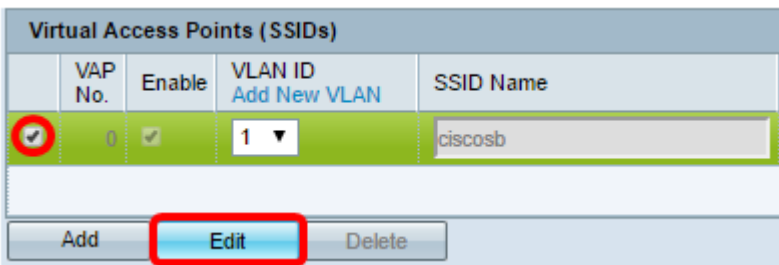 Virtual Access Points (SSIDs)
VAP No. Enable VLAN ID Add New VLAN SSID Name
0 1 ciscosb
Add Edit Delete